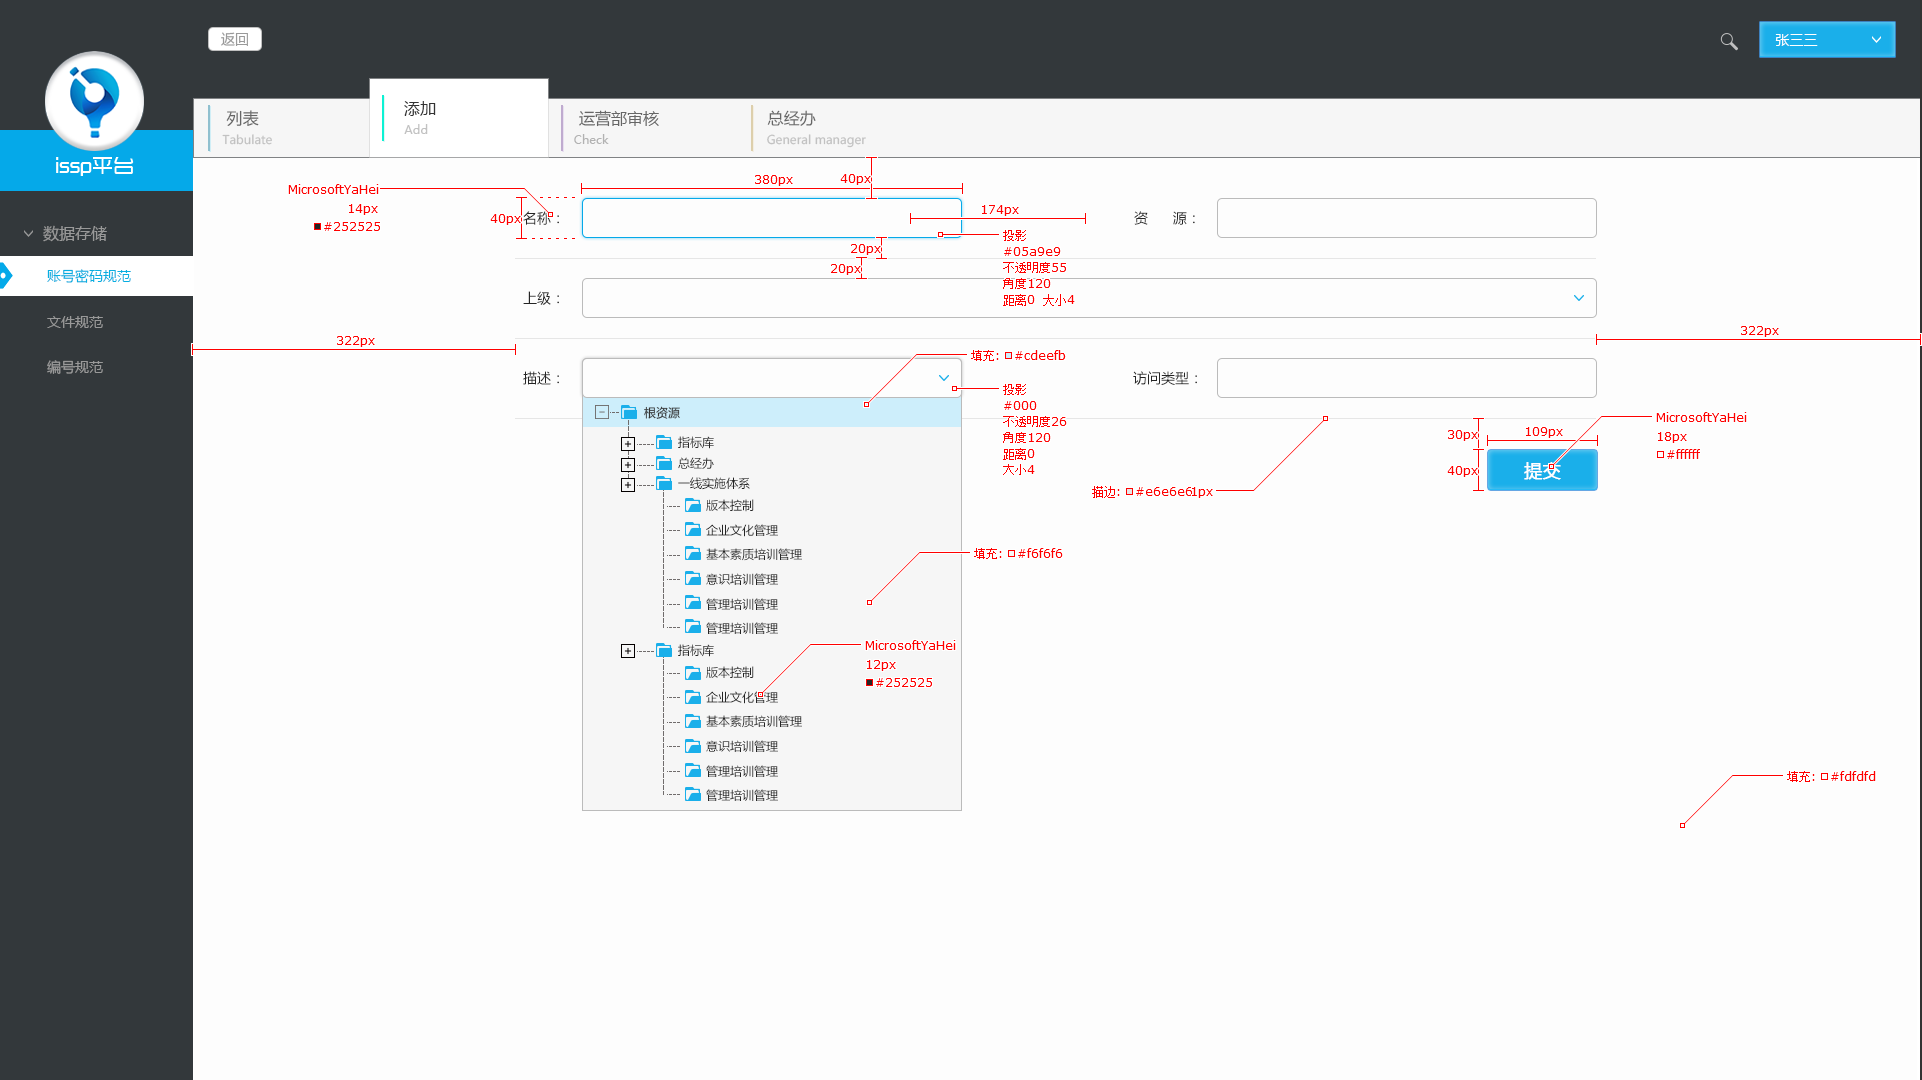 返回
张三三
issp平台
列表
Tabulate
添加
Add
运营部审核
Check
总经办
General manager
数据存储
账号密码规范
文件规范
编号规范
MicrosoftYaHei
14px
#252525
380px
40px
40px
名称：
174px
资 源：
投影
#05a9e9
不透明度55
角度120
距离0 大小4
20px
20px
上级：
322px
322px
描述：
访问类型：
填充: #cdeefb
投影
#000
不透明度26
角度120
距离0
大小4
根资源
指标库
总经办
一线实施体系
版本控制
企业文化管理
基本素质培训管理
意识培训管理
管理培训管理
管理培训管理
指标库
版本控制
企业文化管理
基本素质培训管理
意识培训管理
管理培训管理
管理培训管理
描边: #e6e6e61px
填充: #f6f6f6
MicrosoftYaHei
12px
#252525
30px
109px
40px
提交
MicrosoftYaHei
18px
#ffffff
填充: #fdfdfd